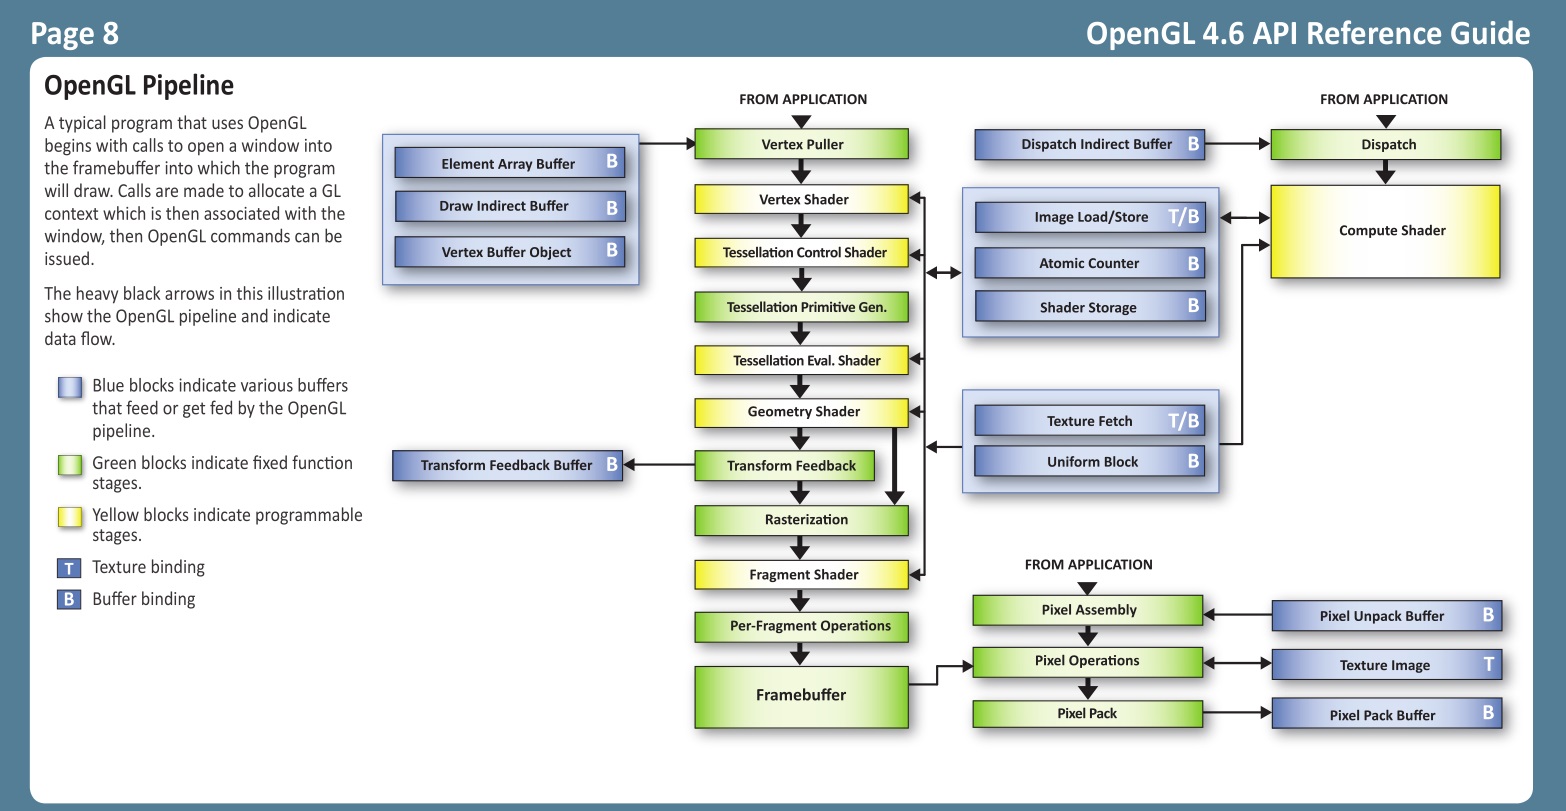 Page 8
OpenGL 4.6 API Reference Guide
OpenGL Pipeline
A typical program that uses OpenGL
begins with calls to open a window into
the framebuffer into which the program
will draw. Calls are made to allocate a GL
context which is then associated with the
window, then OpenGL commands can be
issued.
The heavy black arrows in this illustration
show the OpenGL pipeline and indicate
data flow.
Blue blocks indicate various buffers
that feed or get fed by the OpenGL
pipeline.
Green blocks indicate fixed function
stages.
Yellow blocks indicate programmable
stages.
T Texture binding
B Buffer binding
Element Array Buffer B
Draw Indirect Buffer B
Vertex Buffer Object B
Transform Feedback Buffer B
FROM APPLICATION
Vertex Puller
Vertex Shader
Tessellation Control Shader
Tessellation Primitive Gen.
Tessellation Eval. Shader
Geometry Shader
Transform Feedback
Rasterization
Fragment Shader
Per-Fragment Operations
Framebuffer
Dispatch Indirect Buffer B
Image Load/Store T/B
Atomic Counter B
Shader Storage B
Texture Fetch T/B
Uniform Block B
FROM APPLICATION
Dispatch
Compute Shader
FROM APPLICATION
Pixel Assembly
Pixel Operations
Pixel Pack
Pixel Unpack Buffer B
Texture Image T
Pixel Pack Buffer B